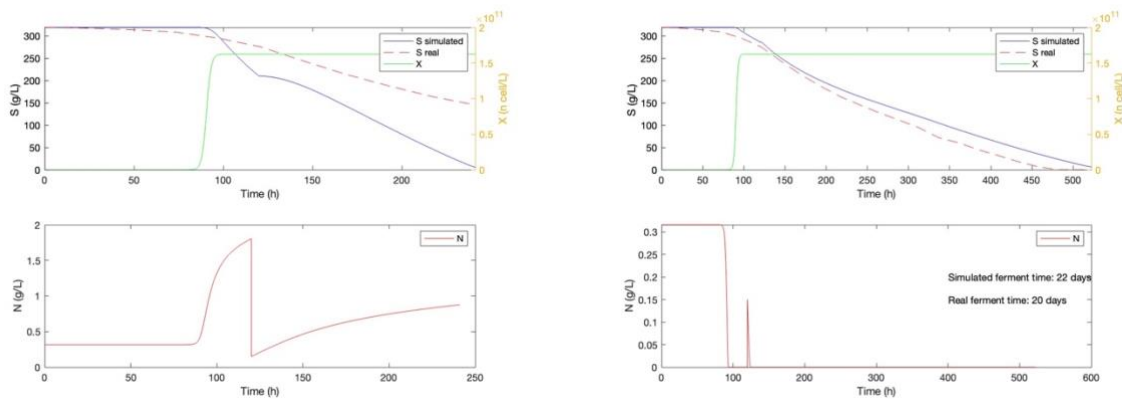 ×10¹¹
300
250
200
150
100
50
0
S (g/L)
0 50 100 150 200
Time (h)
2
1.5
1
0.5
0
X (n cell/L)
S simulated
S real
X
×10¹¹
300
250
200
150
100
50
0
S (g/L)
0 50 100 150 200 250 300 350 400 450 500
Time (h)
2
1.5
1
0.5
0
X (n cell/L)
S simulated
S real
X
2
1.5
1
0.5
0
N (g/L)
0 50 100 150 200 250
Time (h)
N
0.3
0.25
0.2
0.15
0.1
0.05
0
N (g/L)
0 100 200 300 400 500 600
Time (h)
N
Simulated ferment time: 22 days
Real ferment time: 20 days